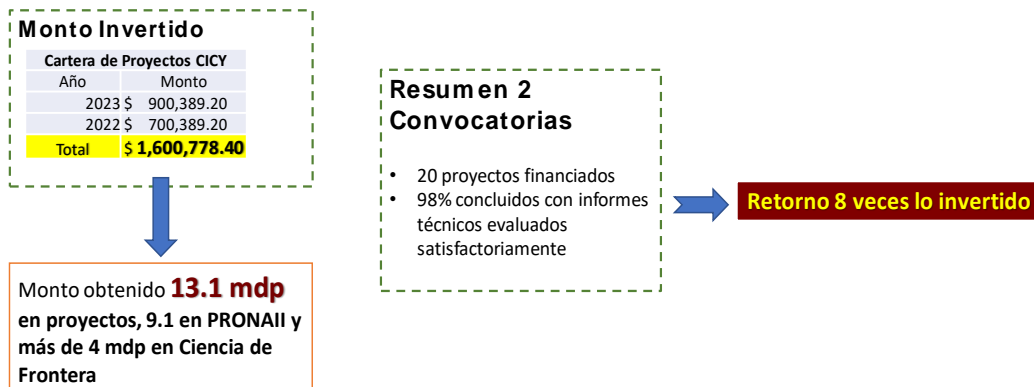 Monto Invertido
Cartera de Proyectos CICY
Año Monto
2023 $ 900,389.20
2022 $ 700,389.20
Total $ 1,600,778.40
Monto obtenido 13.1 mdp
en proyectos, 9.1 en PRONAII y
más de 4 mdp en Ciencia de
Frontera
Resumen 2
Convocatorias
• 20 proyectos financiados
• 98% concluidos con informes
técnicos evaluados
satisfactoriamente
Retorno 8 veces lo invertido